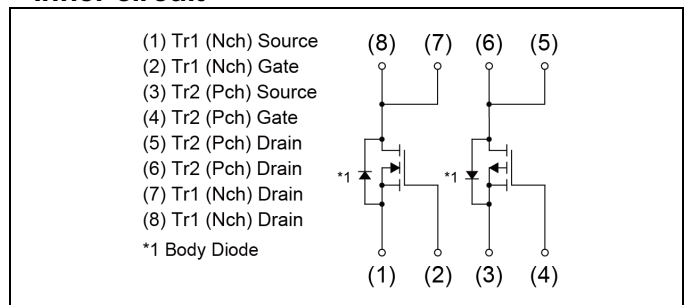 (1) Tr1 (Nch) Source
(2) Tr1 (Nch) Gate
(3) Tr2 (Pch) Source
(4) Tr2 (Pch) Gate
(5) Tr2 (Pch) Drain
(6) Tr2 (Pch) Drain
(7) Tr1 (Nch) Drain
(8) Tr1 (Nch) Drain
*1 Body Diode
(8) (7) (6) (5)
*1 *1
(1) (2) (3) (4)